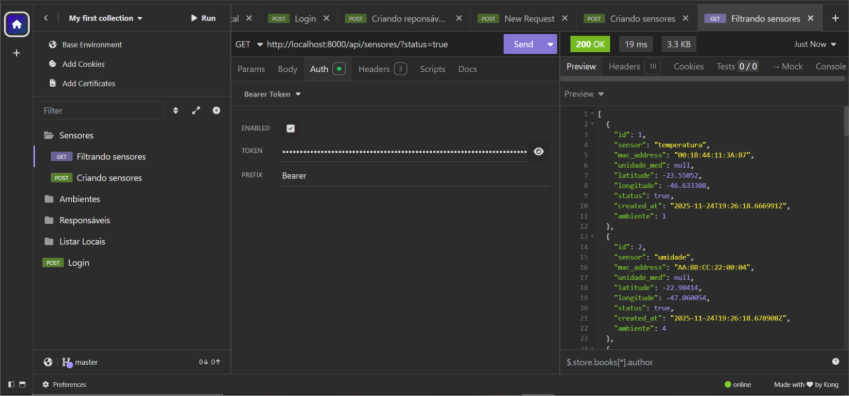 My first collection
Run
tal
POST Login
POST Criando reponsáv...
POST New Request
POST Criando sensores
GET Filtrando sensores
Base Environment
Add Cookies
Add Certificates
Filter
Sensores
GET Filtrando sensores
POST Criando sensores
Ambientes
Responsáveis
Listar Locais
POST Login
master
0 0
Preferences
GET http://localhost:8000/api/sensores/?status=true
Send
Params Body Auth Headers 3 Scripts Docs
Bearer Token
ENABLED
TOKEN
PREFIX Bearer
200 OK 19 ms 3.3 KB Just Now
Preview Headers 10 Cookies Tests 0 / 0 → Mock Console
Preview
1 [
2 {
3 "id": 1,
4 "sensor": "temperatura",
5 "mac_address": "00:1B:44:11:3A:B7",
6 "unidade_med": null,
7 "latitude": -23.55052,
8 "longitude": -46.633308,
9 "status": true,
10 "created_at": "2025-11-24T19:26:18.666991Z",
11 "ambiente": 1
12 },
13 {
14 "id": 2,
15 "sensor": "umidade",
16 "mac_address": "AA:BB:CC:22:00:04",
17 "unidade_med": null,
18 "latitude": -22.90414,
19 "longitude": -47.060054,
20 "status": true,
21 "created_at": "2025-11-24T19:26:18.678908Z",
22 "ambiente": 4
23 },
24 {
$.store.books[*].author
online
Made with ♥ by Kong